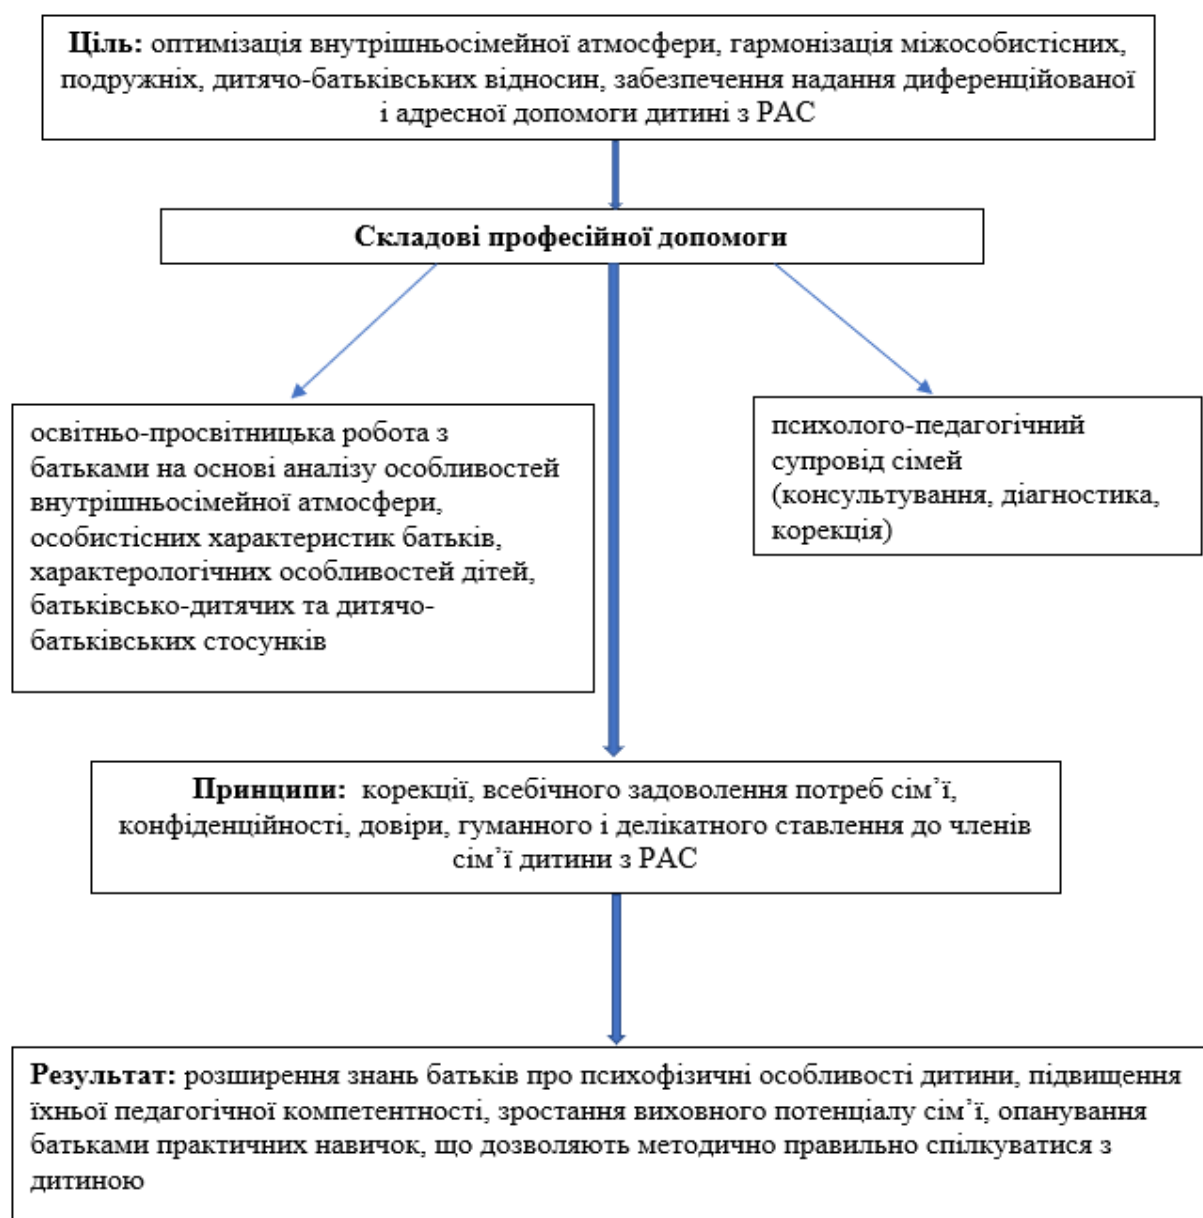 Ціль: оптимізація внутрішньосімейної атмосфери, гармонізація міжособистісних,
подружніх, дитячо-батьківських відносин, забезпечення надання диференційованої
і адресної допомоги дитині з РАС
Складові професійної допомоги
освітньо-просвітницька робота з
батьками на основі аналізу особливостей
внутрішньосімейної атмосфери,
особистісних характеристик батьків,
характерологічних особливостей дітей,
батьківсько-дитячих та дитячо-
батьківських стосунків
психолого-педагогічний
супровід сімей
(консультування, діагностика,
корекція)
Принципи: корекції, всебічного задоволення потреб сім’ї,
конфіденційності, довіри, гуманного і делікатного ставлення до членів
сім’ї дитини з РАС
Результат: розширення знань батьків про психофізичні особливості дитини, підвищення
їхньої педагогічної компетентності, зростання виховного потенціалу сім’ї, опанування
батьками практичних навичок, що дозволяють методично правильно спілкуватися з
дитиною